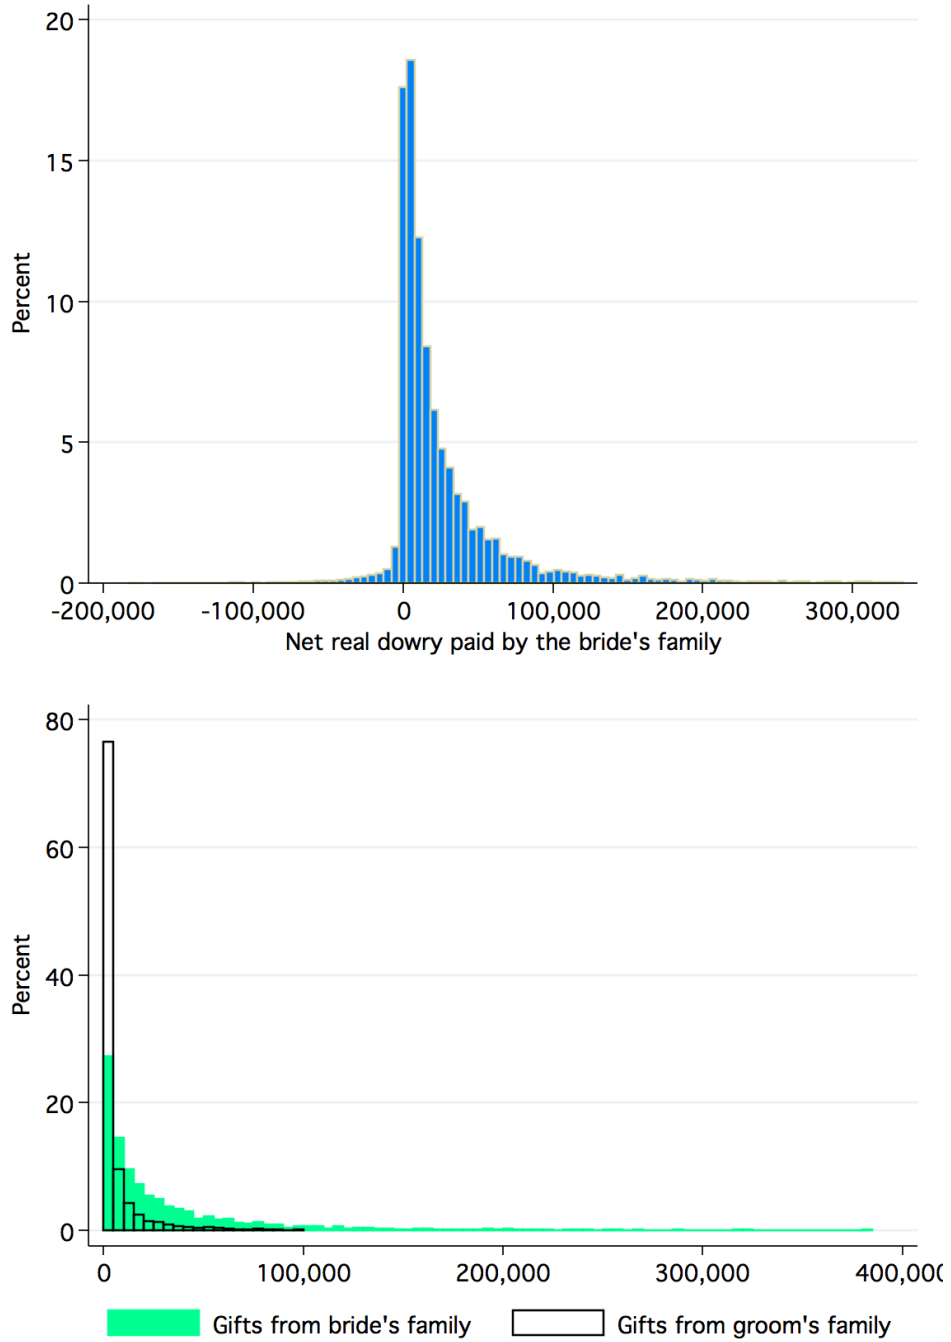 20
15
10
5
0
Percent
-200,000 -100,000 0 100,000 200,000 300,000
Net real dowry paid by the bride's family
80
60
40
20
0
Percent
0 100,000 200,000 300,000 400,000
Gifts from bride's family Gifts from groom's family